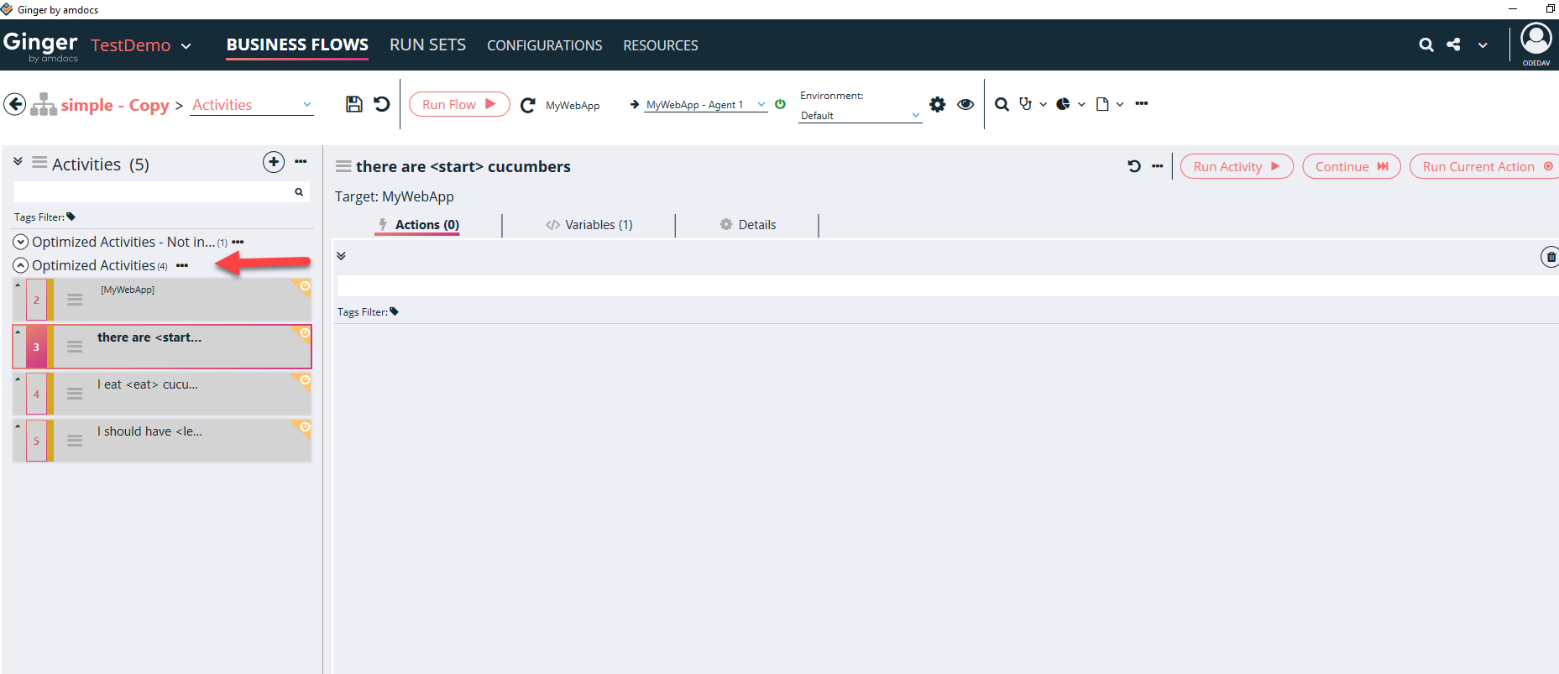 Ginger by amdocs
Ginger by amdocs TestDemo BUSINESS FLOWS RUN SETS CONFIGURATIONS RESOURCES ODEDAV
simple - Copy > Activities Run Flow MyWebApp MyWebApp - Agent 1 Environment: Default
Activities (5)
Tags Filter:
Optimized Activities - Not in... (1) •••
Optimized Activities (4) •••
2 [MyWebApp]
3 there are <start...
4 I eat <eat> cucu...
5 I should have <le...
there are <start> cucumbers Run Activity Continue Run Current Action
Target: MyWebApp
Actions (0) Variables (1) Details
Tags Filter: